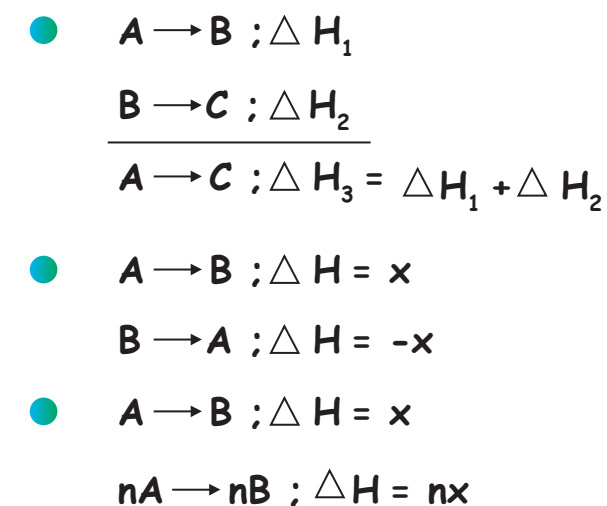 A → B ; △ H₁
B → C ; △ H₂
A → C ; △ H₃ = △ H₁ + △ H₂
A → B ; △ H = x
B → A ; △ H = -x
A → B ; △ H = x
nA → nB ; △ H = nx